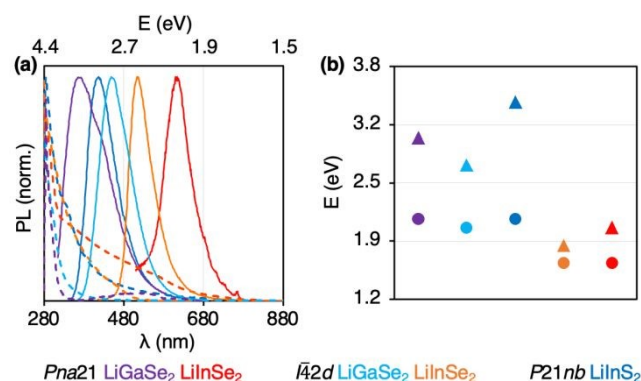 E (eV)
4.4 2.7 1.9 1.5
(a)
PL (norm.)
280 480 680 880
λ (nm)
(b)
E (eV)
3.8
3.2
2.5
1.9
1.2
Pna21 LiGaSe₂ LiInSe₂ I4̅2d LiGaSe₂ LiInSe₂ P21nb LiInS₂